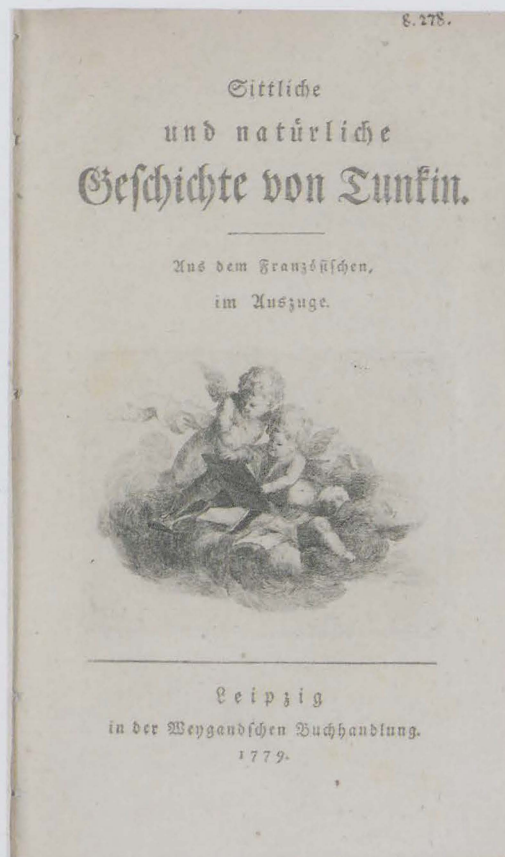 8.278.
Sittliche
und natürliche
Geschichte von Tunkin.
Aus dem Französischen,
im Auszuge.
Leipzig
in der Weygandschen Buchhandlung.
1779.